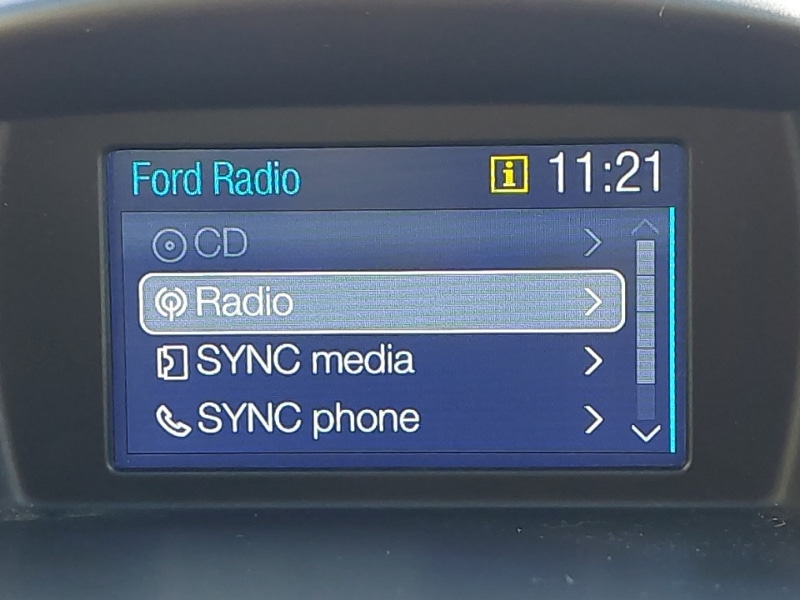 Ford Radio i 11:21
CD
Radio
SYNC media
SYNC phone